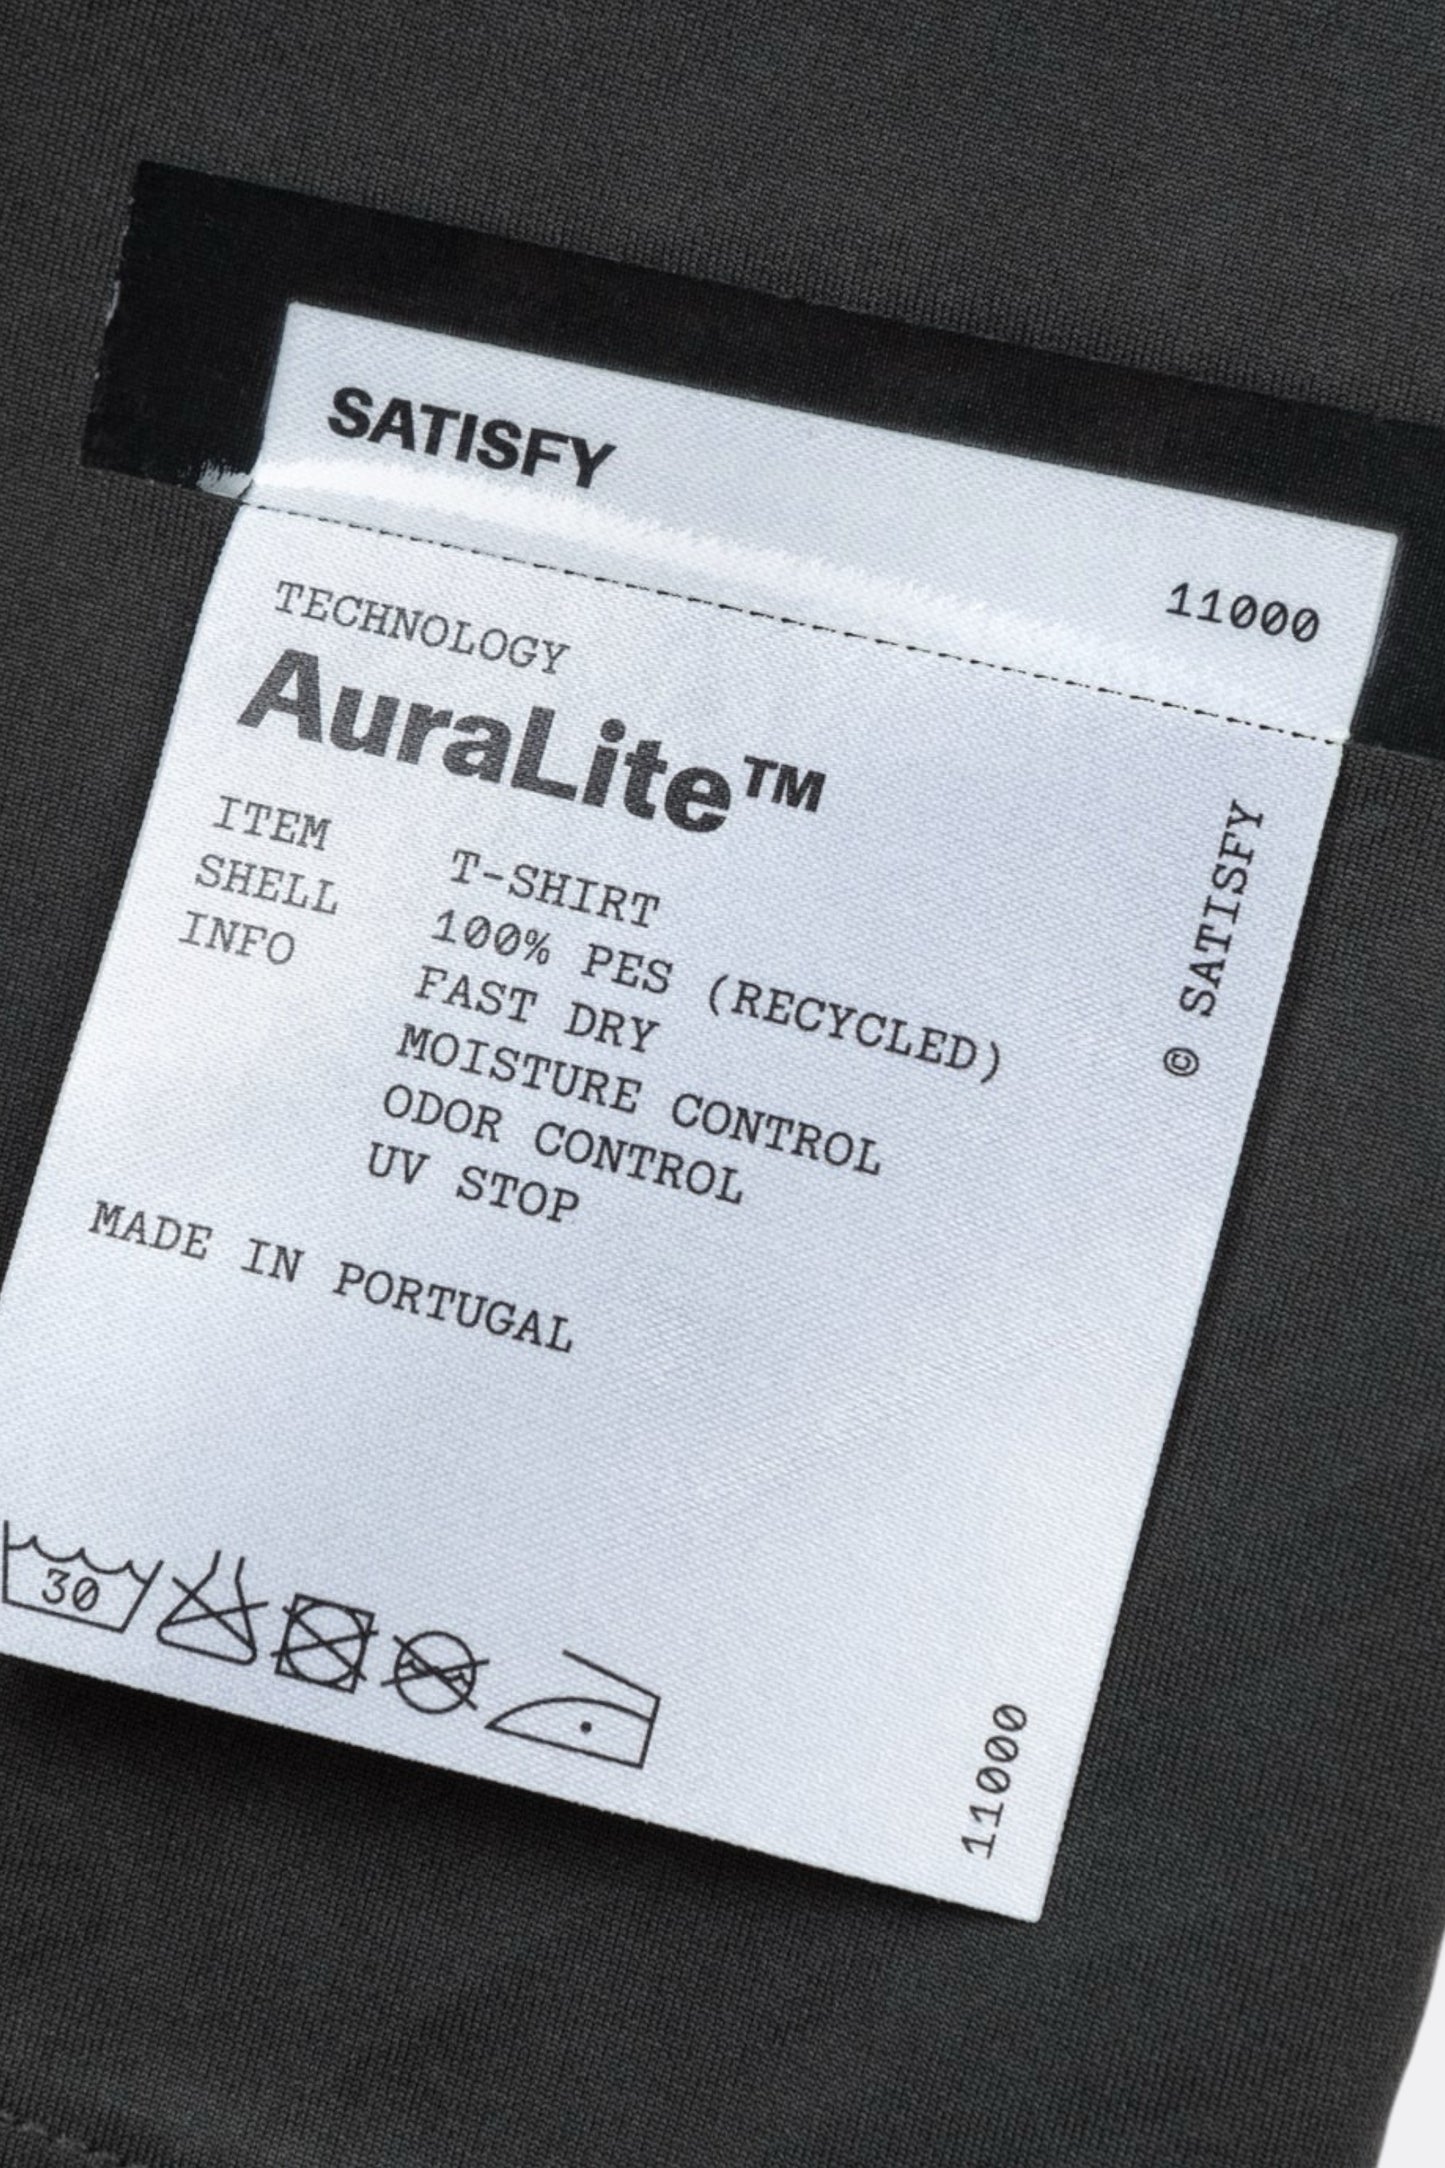 SATISFY
11000
TECHNOLOGY
AuraLite™
ITEM T-SHIRT
SHELL 100% PES (RECYCLED)
INFO FAST DRY
MOISTURE CONTROL
ODOR CONTROL
UV STOP
MADE IN PORTUGAL
© SATISFY
30
11000